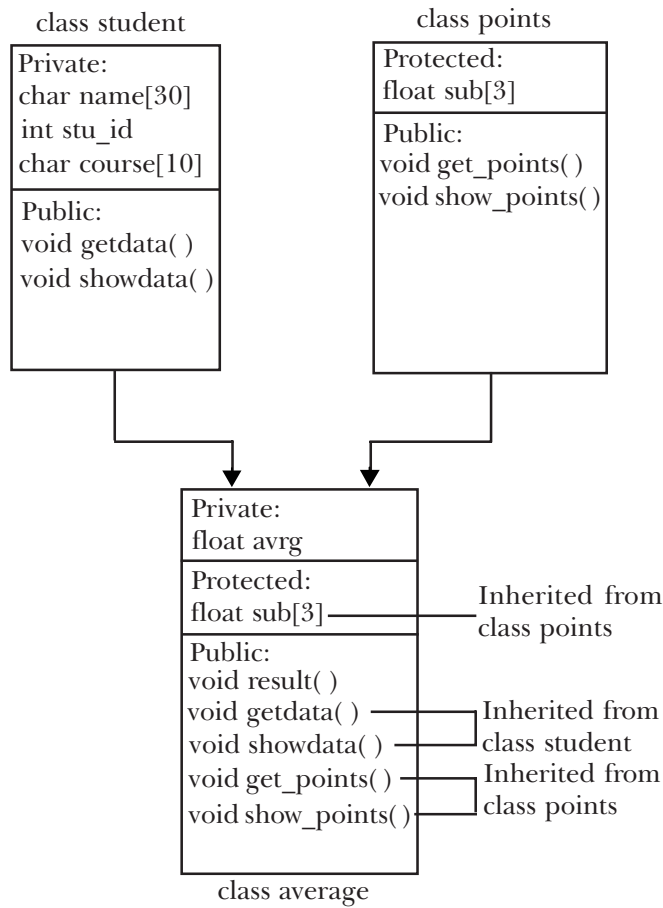 class student
Private:
char name[30]
int stu_id
char course[10]
Public:
void getdata( )
void showdata( )
class points
Protected:
float sub[3]
Public:
void get_points( )
void show_points( )
Private:
float avrg
Protected:
float sub[3]
Inherited from
class points
Public:
void result( )
void getdata( )
void showdata( )
void get_points( )
void show_points( )
Inherited from
class student
Inherited from
class points
class average